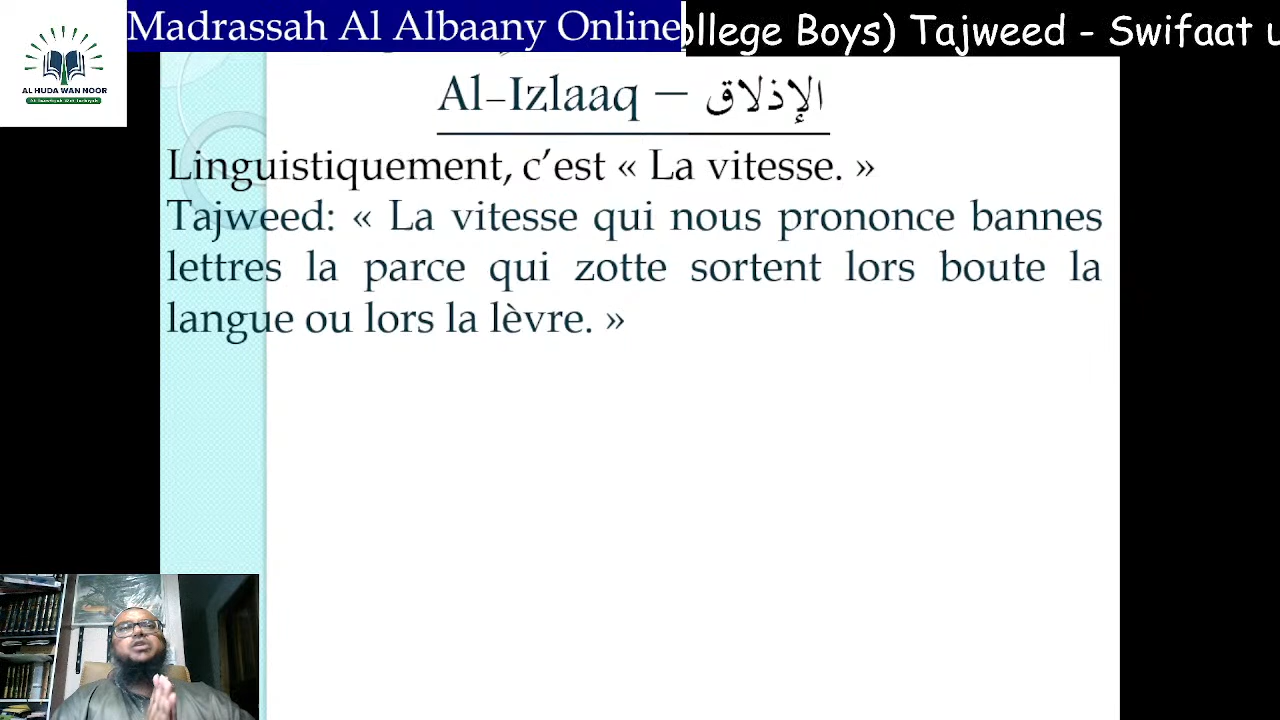 Madrassah Al Albaany Online
ollege Boys) Tajweed - Swifaat u
AL HUDA WAN NOOR
Al-Izlaaq – الإذلاق
Linguistiquement, c’est « La vitesse. »
Tajweed: « La vitesse qui nous prononce bannes
lettres la parce qui zotte sortent lors boute la
langue ou lors la lèvre. »